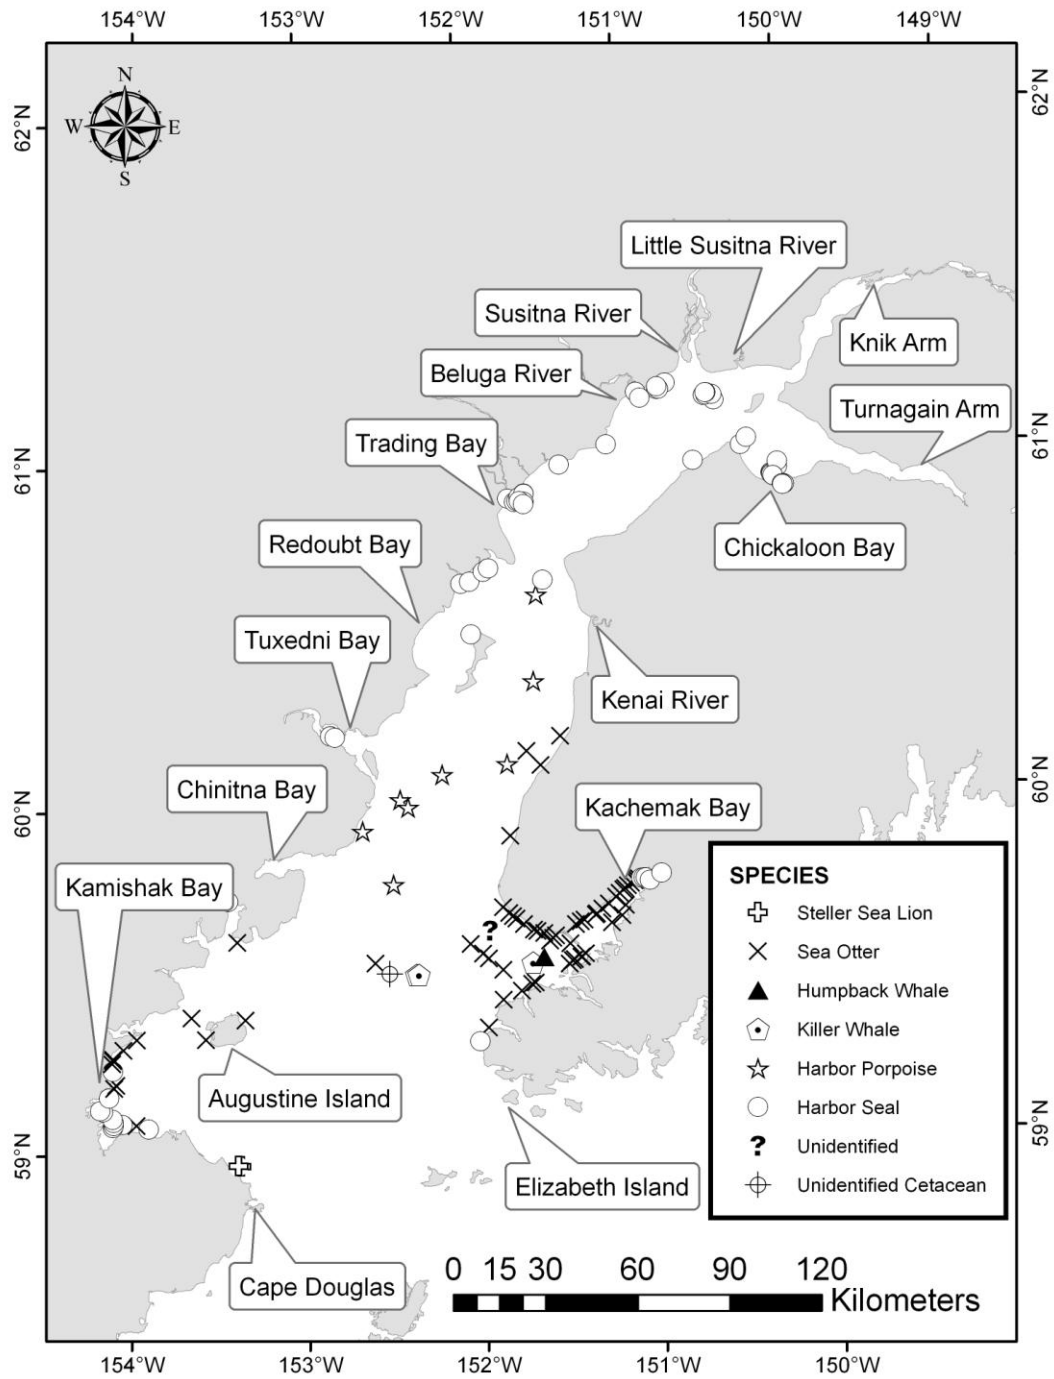 154°W 153°W 152°W 151°W 150°W 149°W
62°N
62°N
N
W E
S
Little Susitna River
Susitna River
Knik Arm
Beluga River
Turnagain Arm
Trading Bay
61°N
61°N
Redoubt Bay
Chickaloon Bay
Tuxedni Bay
Kenai River
Chinitna Bay
60°N
60°N
Kachemak Bay
Kamishak Bay
?
Augustine Island
59°N
59°N
Elizabeth Island
Cape Douglas
SPECIES
Steller Sea Lion
Sea Otter
Humpback Whale
Killer Whale
Harbor Porpoise
Harbor Seal
? Unidentified
Unidentified Cetacean
0 15 30 60 90 120
Kilometers
154°W 153°W 152°W 151°W 150°W